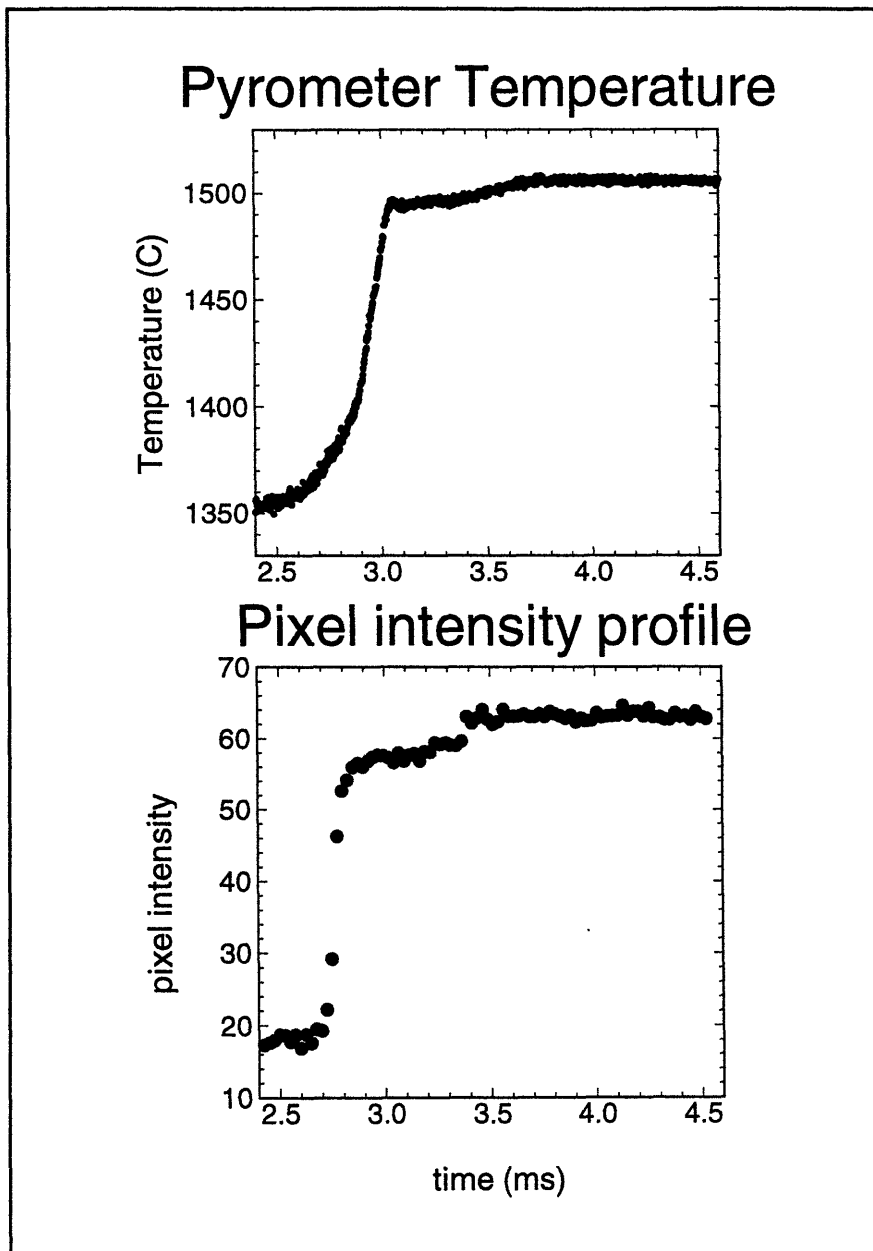 Pyrometer Temperature
Temperature (C)
1500
1450
1400
1350
2.5 3.0 3.5 4.0 4.5
Pixel intensity profile
pixel intensity
70
60
50
40
30
20
10
2.5 3.0 3.5 4.0 4.5
time (ms)